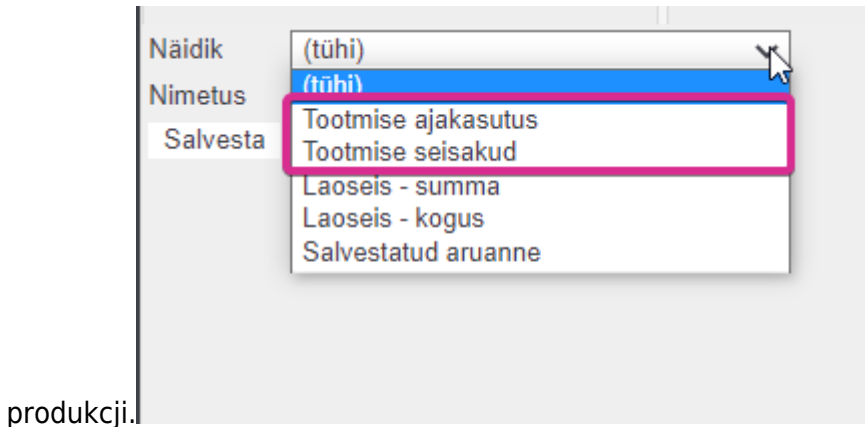 Näidik (tühi)
(tühi)
Nimetus
Tootmise ajakasutus
Salvesta
Tootmise seisakud
Laoseis - summa
Laoseis - kogus
Salvestatud aruanne
produkcji.